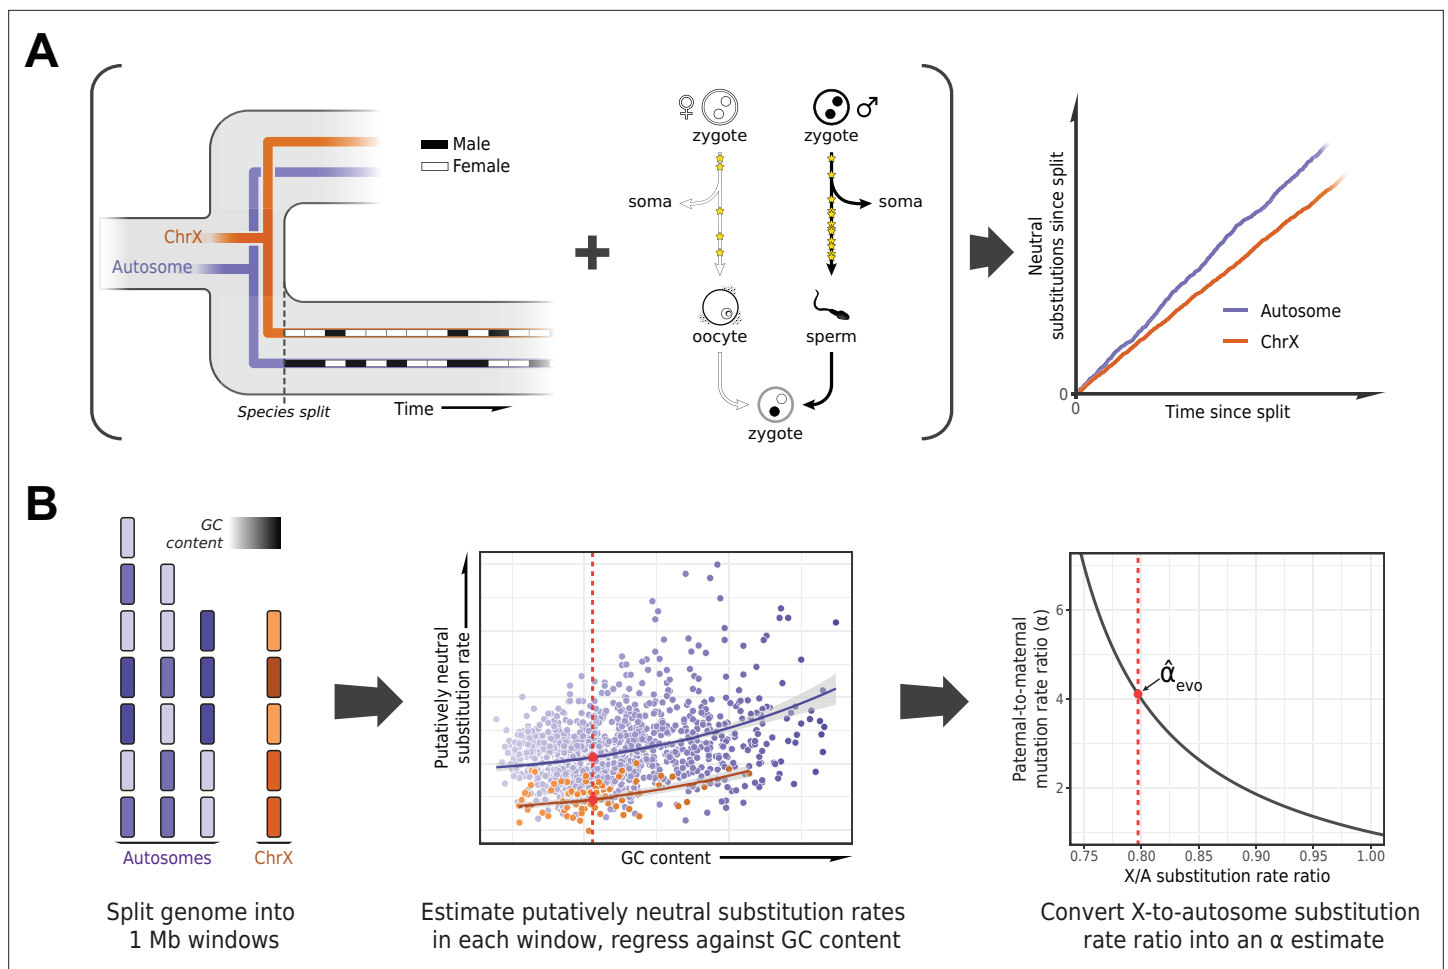 A
ChrX
Autosome
Male
Female
Species split
Time
zygote
zygote
soma
soma
oocyte
sperm
zygote
Neutral
substitutions since split
Autosome
ChrX
0
0
Time since split
B
GC
content
Autosomes
ChrX
Split genome into
1 Mb windows
Putatively neutral
substitution rate
GC content
Estimate putatively neutral substitution rates
in each window, regress against GC content
Paternal-to-maternal
mutation rate ratio (α)
6
4
2
α̂evo
0.75 0.80 0.85 0.90 0.95 1.00
X/A substitution rate ratio
Convert X-to-autosome substitution
rate ratio into an α estimate